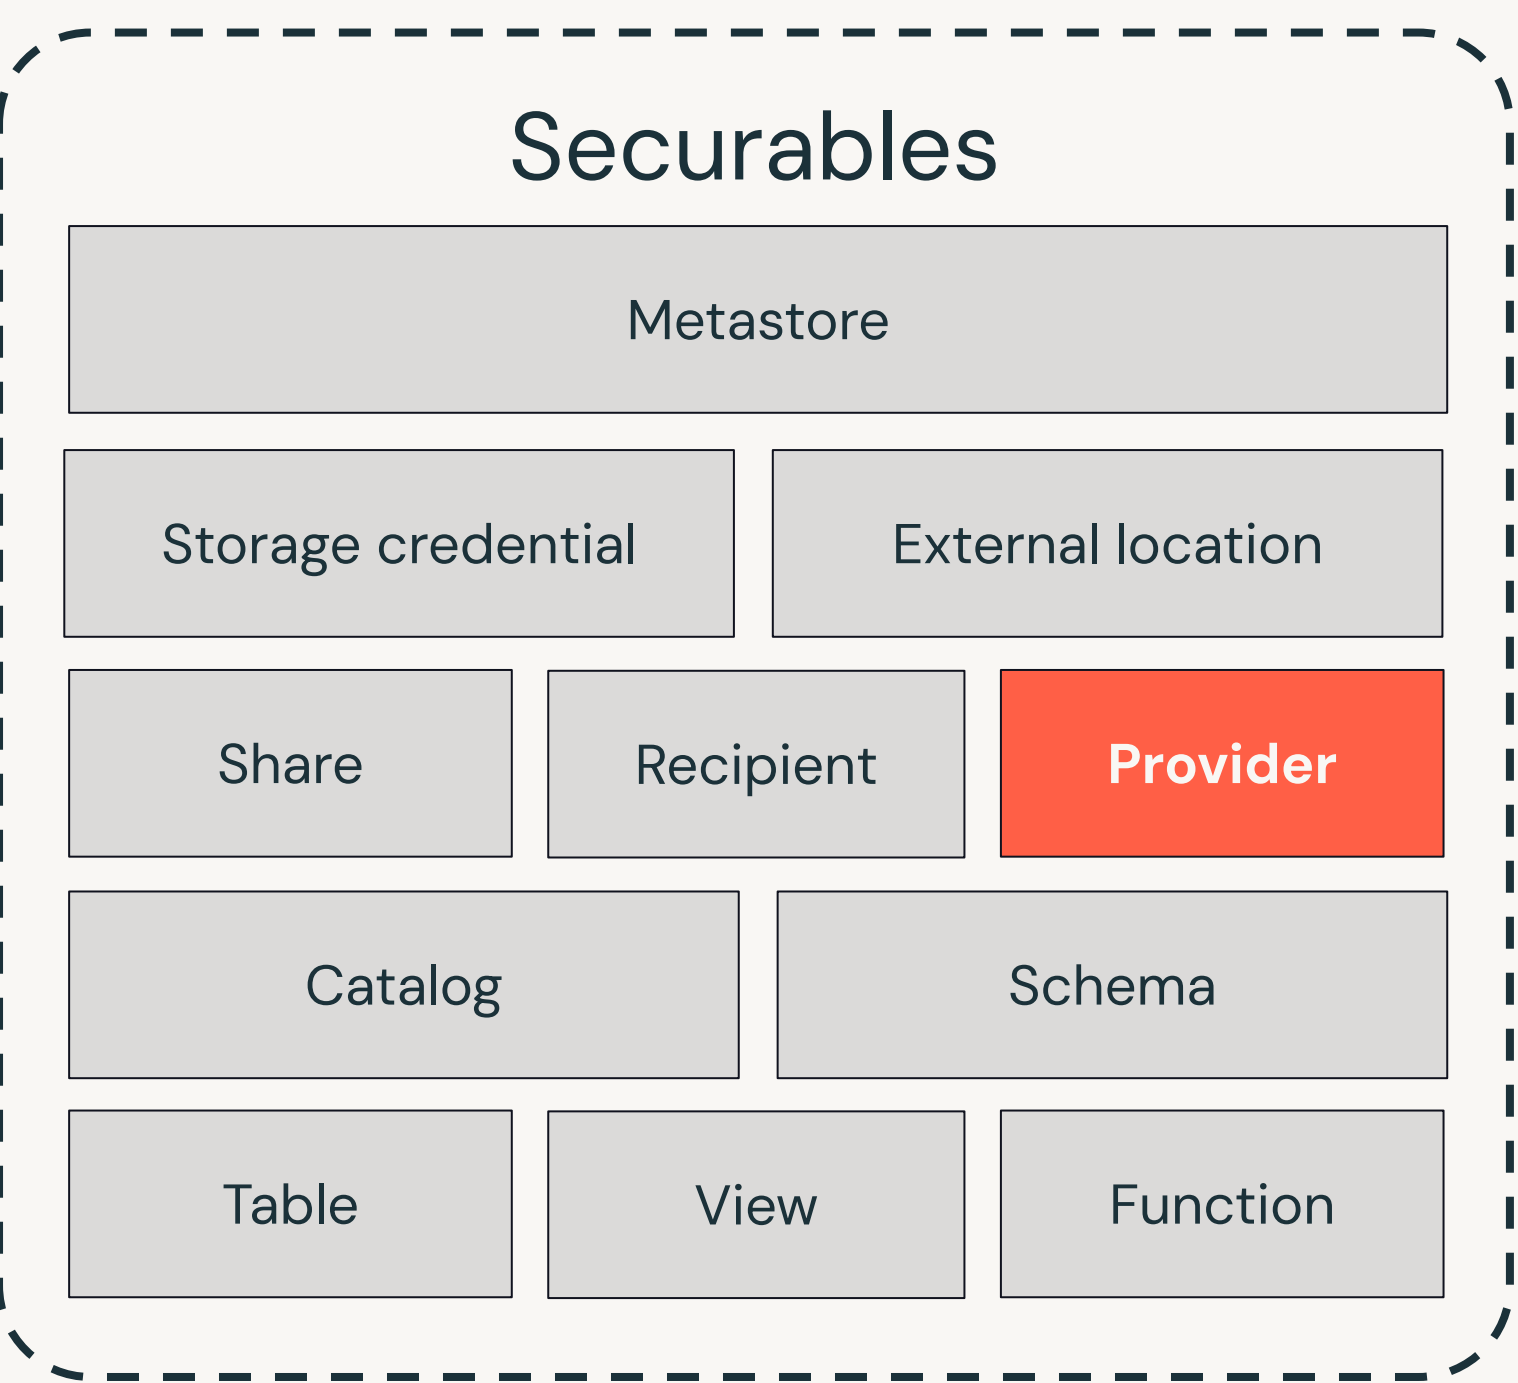 Securables
Metastore
Storage credential
External location
Share
Recipient
Provider
Catalog
Schema
Table
View
Function